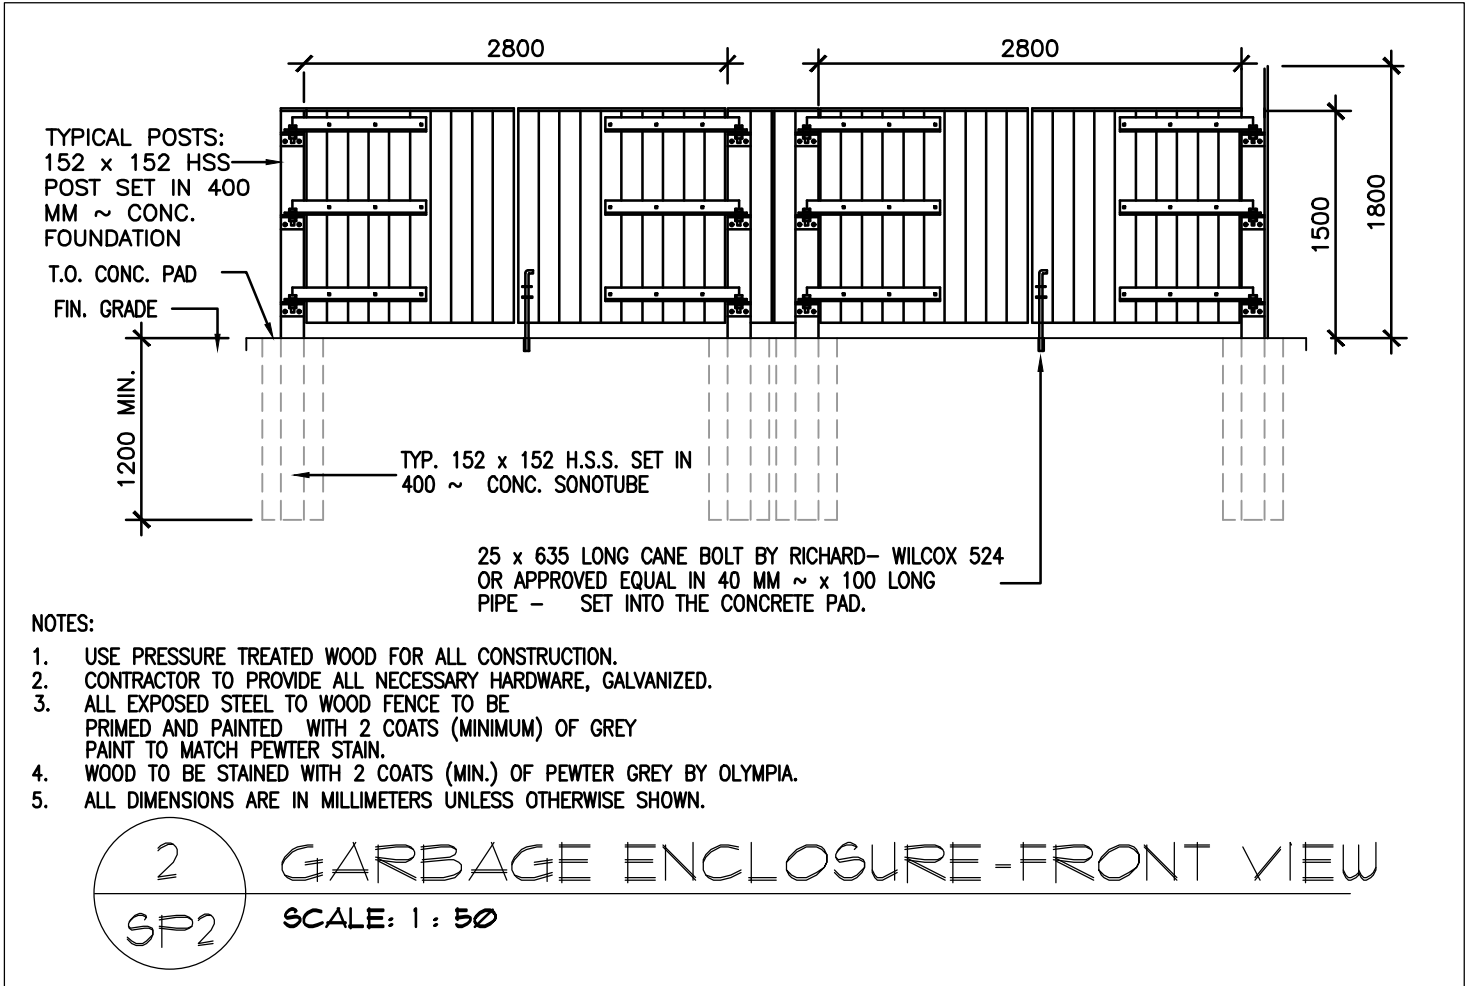 2800
2800
TYPICAL POSTS:
152 x 152 HSS
POST SET IN 400
MM ~ CONC.
FOUNDATION
T.O. CONC. PAD
FIN. GRADE
1500
1800
1200 MIN.
TYP. 152 x 152 H.S.S. SET IN
400 ~ CONC. SONOTUBE
25 x 635 LONG CANE BOLT BY RICHARD- WILCOX 524
OR APPROVED EQUAL IN 40 MM ~ x 100 LONG
PIPE - SET INTO THE CONCRETE PAD.
NOTES:
1. USE PRESSURE TREATED WOOD FOR ALL CONSTRUCTION.
2. CONTRACTOR TO PROVIDE ALL NECESSARY HARDWARE, GALVANIZED.
3. ALL EXPOSED STEEL TO WOOD FENCE TO BE
PRIMED AND PAINTED WITH 2 COATS (MINIMUM) OF GREY
PAINT TO MATCH PEWTER STAIN.
4. WOOD TO BE STAINED WITH 2 COATS (MIN.) OF PEWTER GREY BY OLYMPIA.
5. ALL DIMENSIONS ARE IN MILLIMETERS UNLESS OTHERWISE SHOWN.
2
SP2
GARBAGE ENCLOSURE-FRONT VIEW
SCALE: 1 : 50